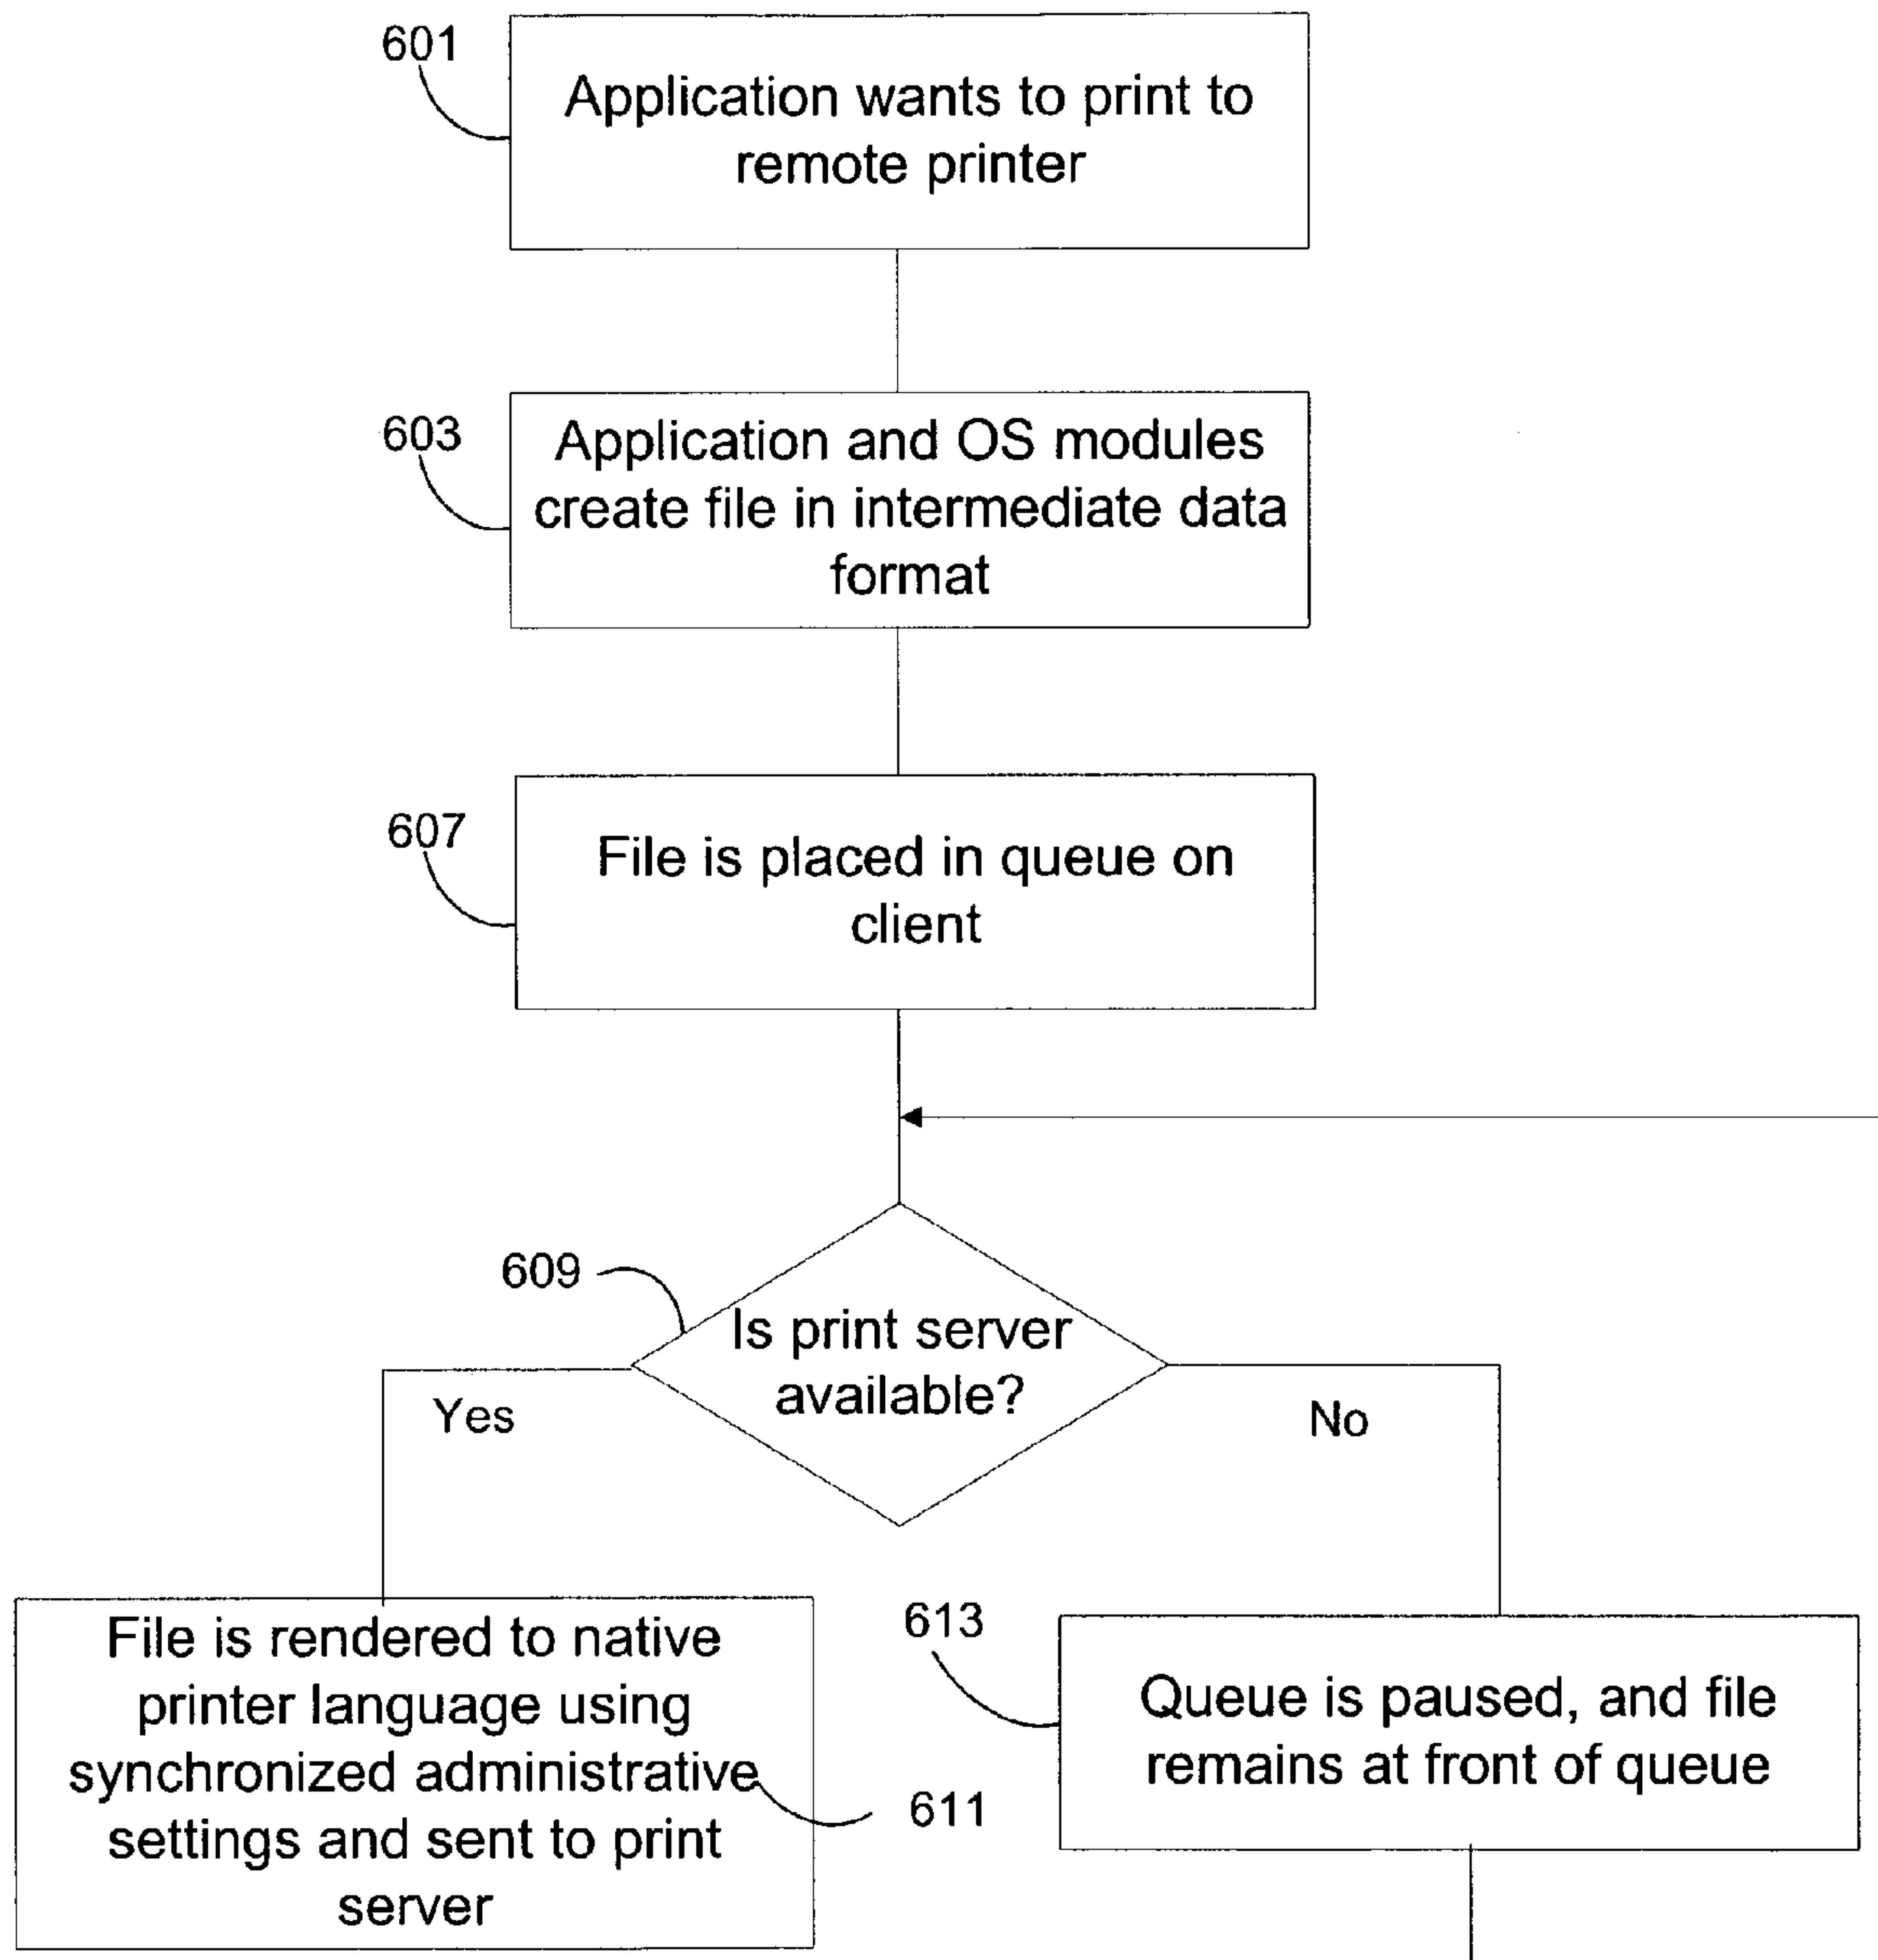 601
Application wants to print to
remote printer
603
Application and OS modules
create file in intermediate data
format
607
File is placed in queue on
client
609
Is print server
available?
Yes
No
File is rendered to native
printer language using
synchronized administrative
settings and sent to print
server
611
613
Queue is paused, and file
remains at front of queue